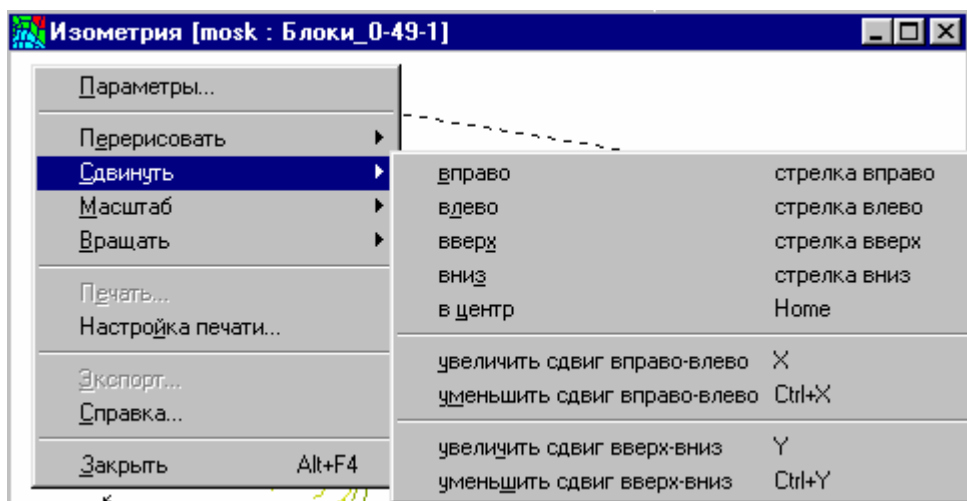 Изометрия [mosk : Блоки_0-49-1]
Параметры...
Перерисовать
Сдвинуть
Масштаб
Вращать
Печать...
Настройка печати...
Экспорт...
Справка...
Закрыть Alt+F4
вправо стрелка вправо
влево стрелка влево
вверх стрелка вверх
вниз стрелка вниз
в центр Home
увеличить сдвиг вправо-влево X
уменьшить сдвиг вправо-влево Ctrl+X
увеличить сдвиг вверх-вниз Y
уменьшить сдвиг вверх-вниз Ctrl+Y